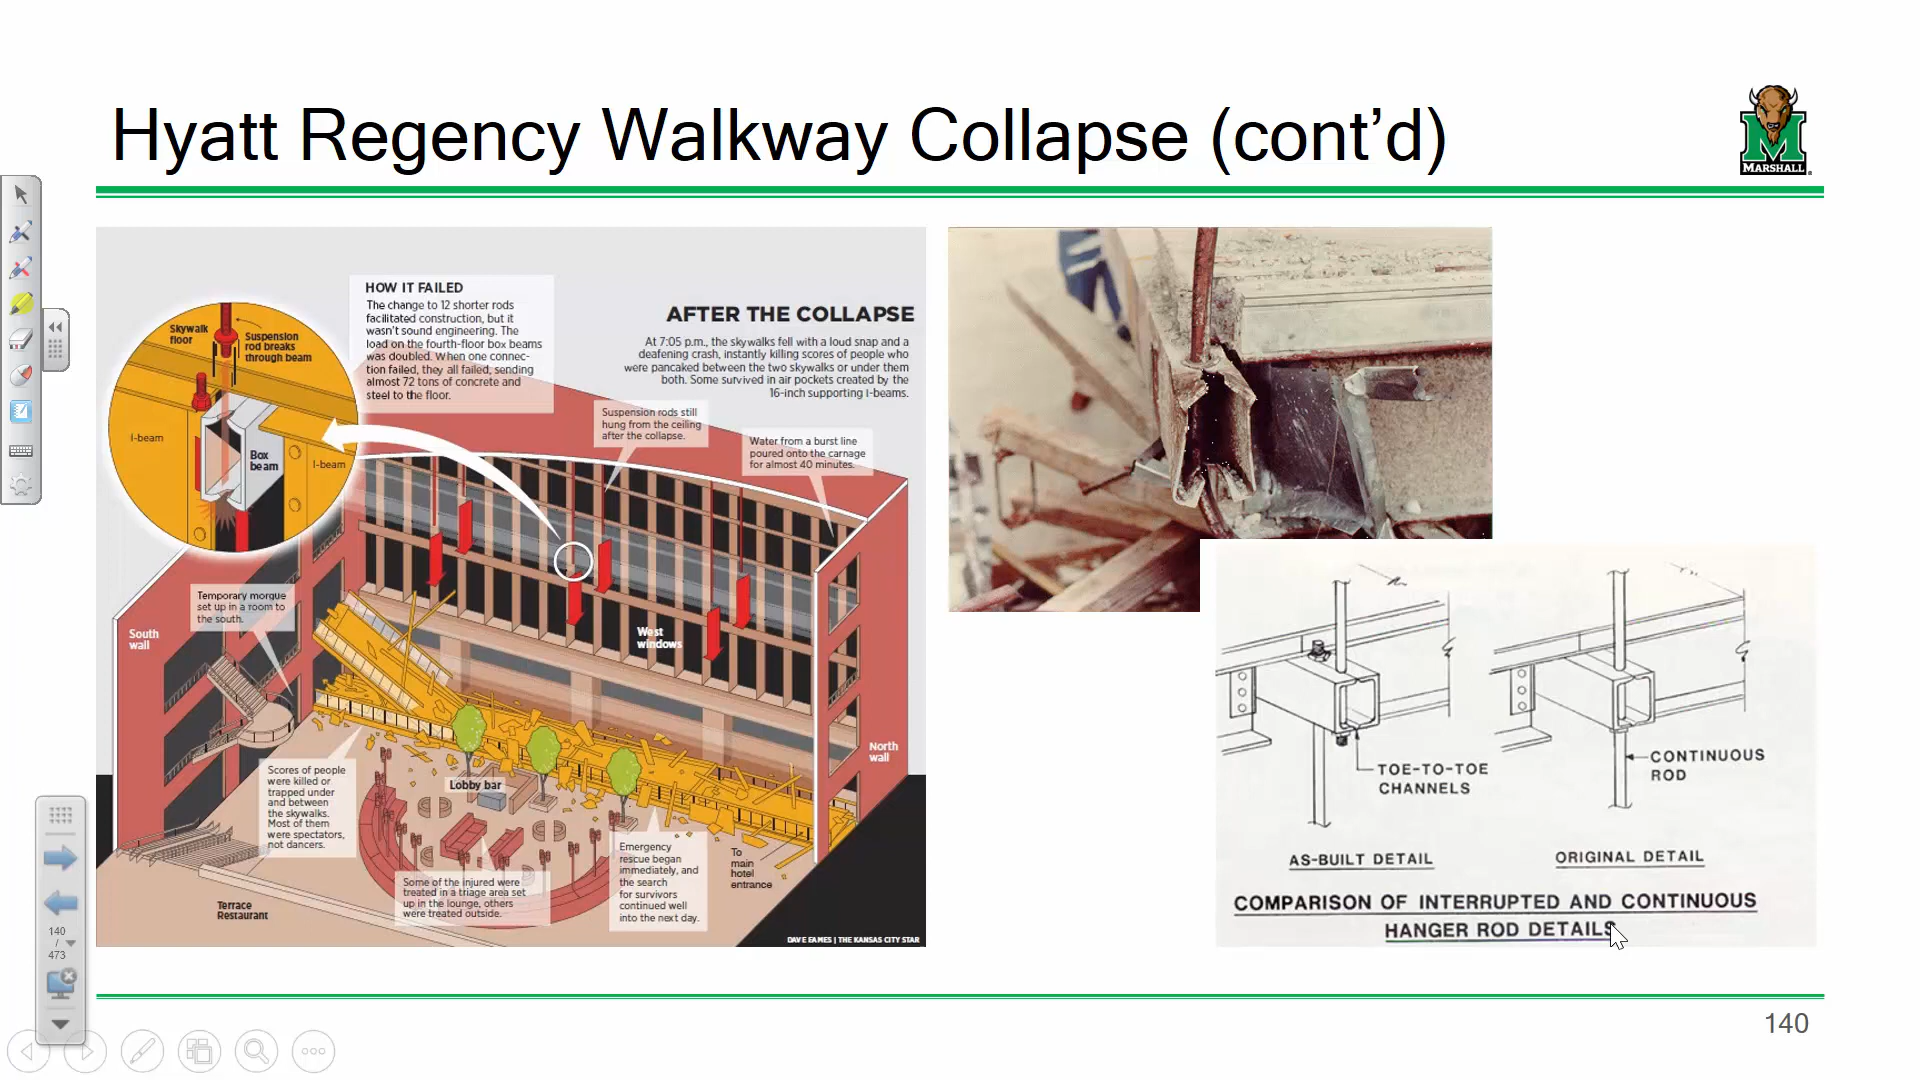 Hyatt Regency Walkway Collapse (cont’d)
M
MARSHALL
HOW IT FAILED
The change to 12 shorter rods
facilitated construction, but it
wasn't sound engineering. The
load on the fourth-floor box beams
was doubled. When one connec-
tion failed, they all failed, sending
almost 72 tons of concrete and
steel to the floor.
AFTER THE COLLAPSE
At 7:05 p.m., the skywalks fell with a loud snap and a
deafening crash, instantly killing scores of people who
were pancaked between the two skywalks or under them
both. Some survived in air pockets created by the
16-inch supporting I-beams.
Skywalk
floor
Suspension
rod breaks
through beam
I-beam
Box
beam
I-beam
Suspension rods still
hung from the ceiling
after the collapse.
Water from a burst line
poured onto the carnage
for almost 40 minutes.
Temporary morgue
set up in a room to
the south.
South
wall
West
windows
North
wall
Scores of people
were killed or
trapped under
and between
the skywalks.
Most of them
were spectators,
not dancers.
Lobby bar
Some of the injured were
treated in a triage area set
up in the lounge, others
were treated outside.
Emergency
rescue began
immediately, and
the search
for survivors
continued well
into the next day.
To
main
hotel
entrance
Terrace
Restaurant
DAVE EAMES | THE KANSAS CITY STAR
TOE-TO-TOE
CHANNELS
CONTINUOUS
ROD
AS-BUILT DETAIL
ORIGINAL DETAIL
COMPARISON OF INTERRUPTED AND CONTINUOUS
HANGER ROD DETAILS
140
/
473
140